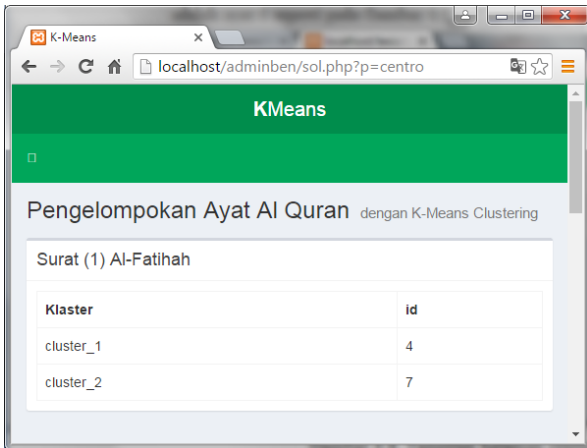 K-Means
localhost/adminben/sol.php?p=centro
KMeans
Pengelompokan Ayat Al Quran dengan K-Means Clustering
Surat (1) Al-Fatihah
Klaster id
cluster_1 4
cluster_2 7